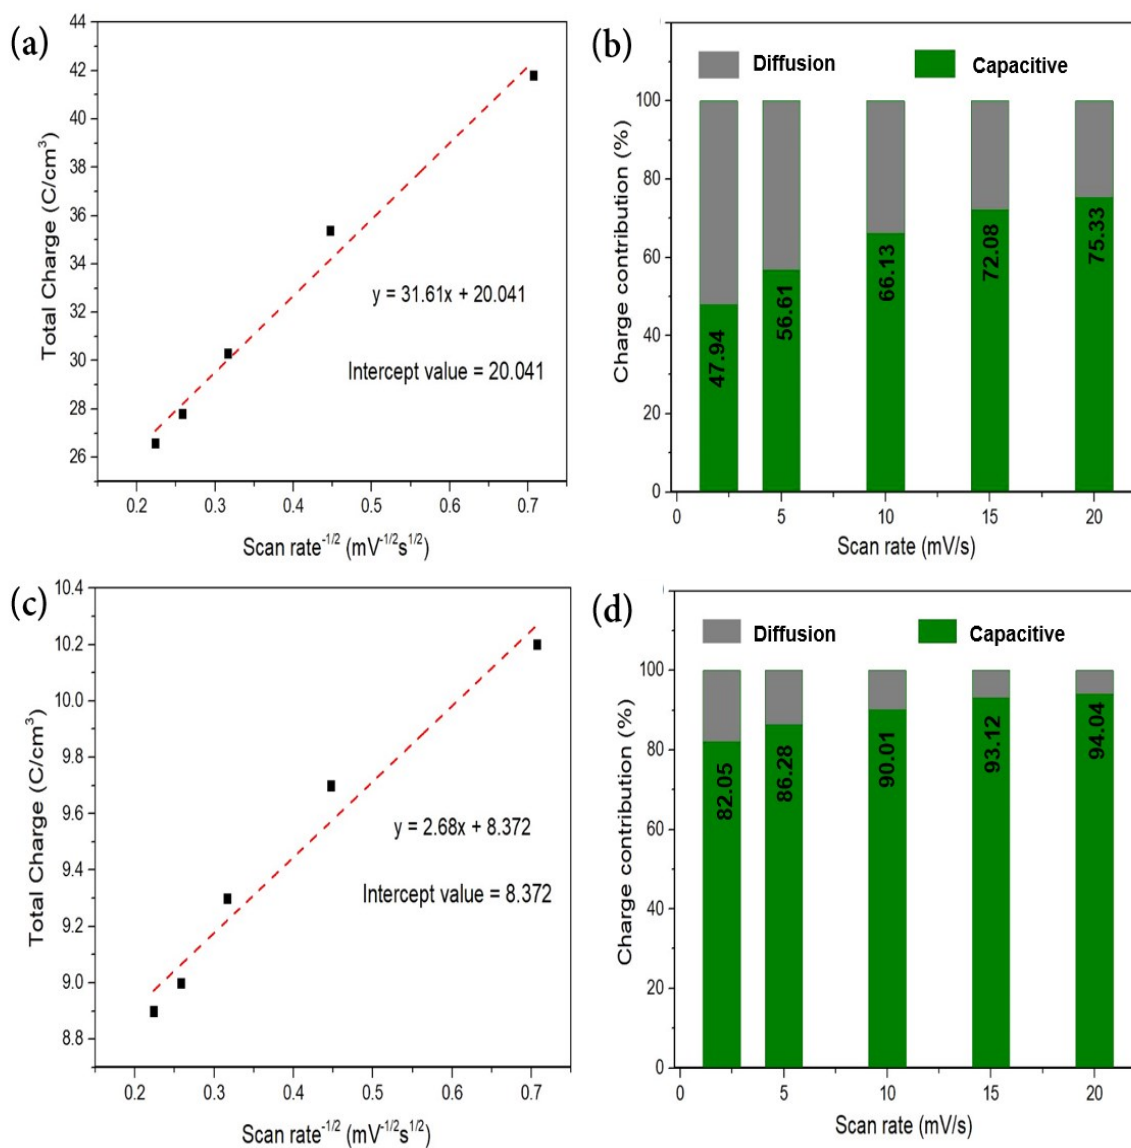 (a)
44
42
40
38
36
34
32
30
28
26
Total Charge (C/cm³)
y = 31.61x + 20.041
Intercept value = 20.041
0.2 0.3 0.4 0.5 0.6 0.7
Scan rate⁻¹/² (mV⁻¹/²s¹/²)
(b)
Diffusion Capacitive
100
80
60
40
20
0
Charge contribution (%)
47.94
56.61
66.13
72.08
75.33
0 5 10 15 20
Scan rate (mV/s)
(c)
10.4
10.2
10.0
9.8
9.6
9.4
9.2
9.0
8.8
Total Charge (C/cm³)
y = 2.68x + 8.372
Intercept value = 8.372
0.2 0.3 0.4 0.5 0.6 0.7
Scan rate⁻¹/² (mV⁻¹/²s¹/²)
(d)
Diffusion Capacitive
100
80
60
40
20
0
Charge contribution (%)
82.05
86.28
90.01
93.12
94.04
0 5 10 15 20
Scan rate (mV/s)